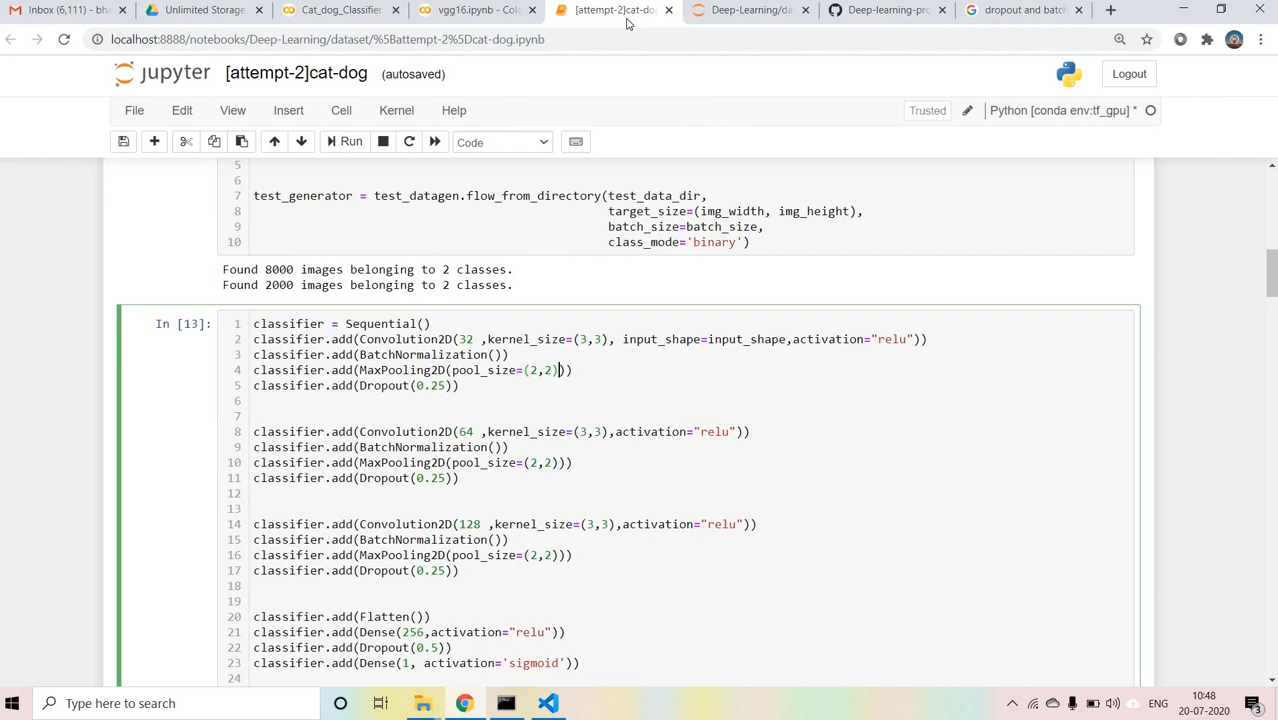 Inbox (6,111) - bha
Unlimited Storage
Cat_dog_Classifier
vgg16.ipynb - Cola
[attempt-2]cat-do
Deep-Learning/da
Deep-learning-pro
dropout and batch
localhost:8888/notebooks/Deep-Learning/dataset/%5Battempt-2%5Dcat-dog.ipynb
jupyter [attempt-2]cat-dog (autosaved)
Logout
File Edit View Insert Cell Kernel Help
Trusted
Python [conda env:tf_gpu] *
Run
Code
5
6
7 test_generator = test_datagen.flow_from_directory(test_data_dir,
8 target_size=(img_width, img_height),
9 batch_size=batch_size,
10 class_mode='binary')
Found 8000 images belonging to 2 classes.
Found 2000 images belonging to 2 classes.
In [13]:
1 classifier = Sequential()
2 classifier.add(Convolution2D(32 ,kernel_size=(3,3), input_shape=input_shape,activation="relu"))
3 classifier.add(BatchNormalization())
4 classifier.add(MaxPooling2D(pool_size=(2,2)))
5 classifier.add(Dropout(0.25))
6
7
8 classifier.add(Convolution2D(64 ,kernel_size=(3,3),activation="relu"))
9 classifier.add(BatchNormalization())
10 classifier.add(MaxPooling2D(pool_size=(2,2)))
11 classifier.add(Dropout(0.25))
12
13
14 classifier.add(Convolution2D(128 ,kernel_size=(3,3),activation="relu"))
15 classifier.add(BatchNormalization())
16 classifier.add(MaxPooling2D(pool_size=(2,2)))
17 classifier.add(Dropout(0.25))
18
19
20 classifier.add(Flatten())
21 classifier.add(Dense(256,activation="relu"))
22 classifier.add(Dropout(0.5))
23 classifier.add(Dense(1, activation='sigmoid'))
24
Type here to search
ENG
10:48
20-07-2020
3